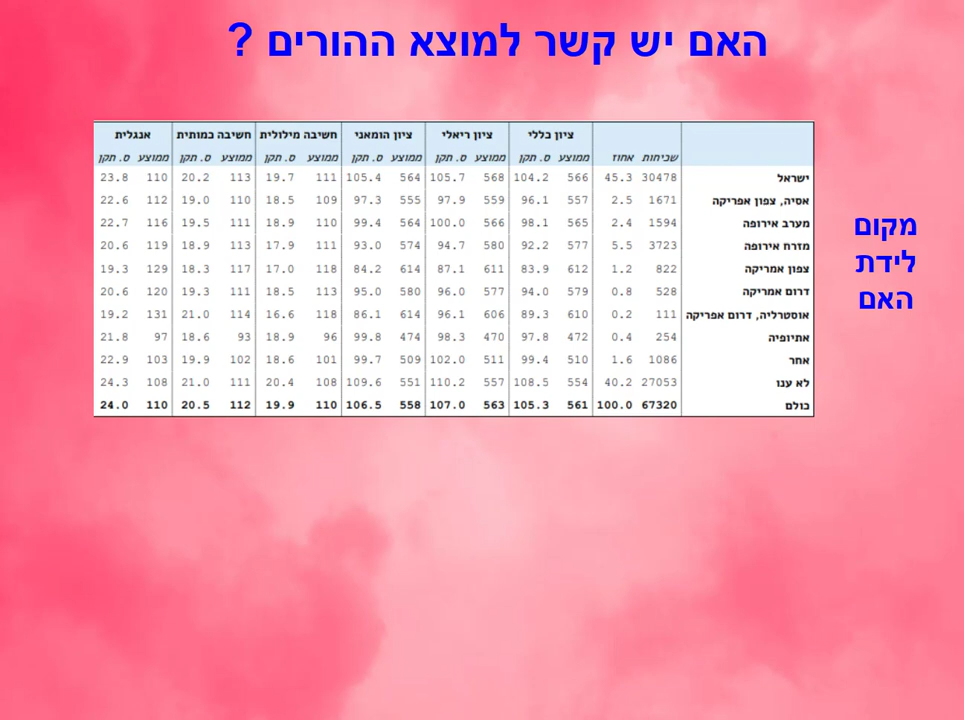 האם יש קשר למוצא ההורים ?
ציון כללי ציון ריאלי ציון הומאני חשיבה מילולית חשיבה כמותית אנגלית
שכיחות אחוז ממוצע ס. תקן ממוצע ס. תקן ממוצע ס. תקן ממוצע ס. תקן ממוצע ס. תקן ממוצע ס. תקן
ישראל 30478 45.3 566 104.2 568 105.7 564 105.4 111 19.7 113 20.2 110 23.8
אסיה, צפון אפריקה 1671 2.5 557 96.1 559 97.9 555 97.3 109 18.5 110 19.0 112 22.6
מערב אירופה 1594 2.4 565 98.1 566 100.0 564 99.4 110 18.9 111 19.5 116 22.7
מזרח אירופה 3723 5.5 577 92.2 580 94.7 574 93.0 111 17.9 113 18.9 119 20.6
צפון אמריקה 822 1.2 612 83.9 611 87.1 614 84.2 118 17.0 117 18.3 129 19.3
דרום אמריקה 528 0.8 579 94.0 577 96.0 580 95.0 113 18.5 111 19.3 120 20.6
אוסטרליה, דרום אפריקה 111 0.2 610 89.3 606 96.1 614 86.1 118 16.6 114 21.0 131 19.2
אתיופיה 254 0.4 472 97.8 470 98.3 474 99.8 96 18.9 93 18.6 97 21.8
אחר 1086 1.6 510 99.4 511 102.0 509 99.7 101 18.6 102 19.9 103 22.9
לא ענו 27053 40.2 554 108.5 557 110.2 551 109.6 108 20.4 111 21.0 108 24.3
כולם 67320 100.0 561 105.3 563 107.0 558 106.5 110 19.9 112 20.5 110 24.0
מקום
לידת
האם